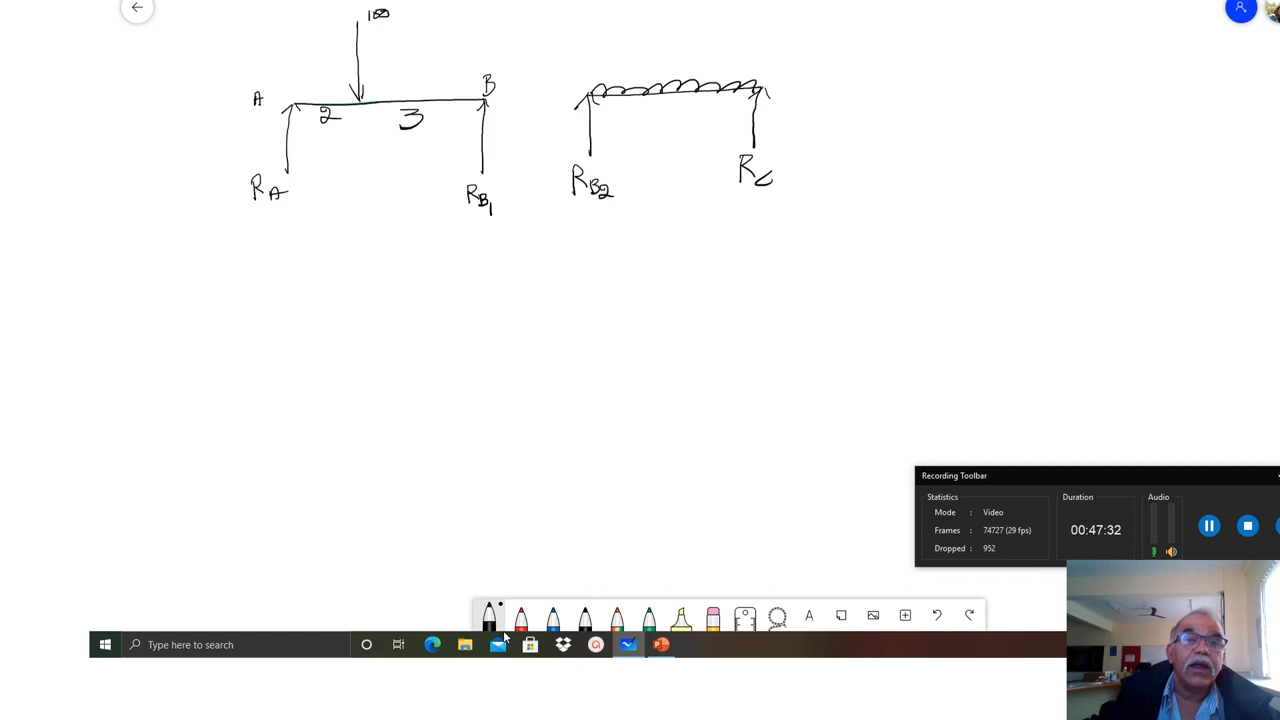 100
A
B
2
3
RA
RB1
RB2
RC
Recording Toolbar
Statistics
Duration
Audio
Mode : Video
Frames : 74727 (29 fps)
00:47:32
Dropped : 952
A
Type here to search